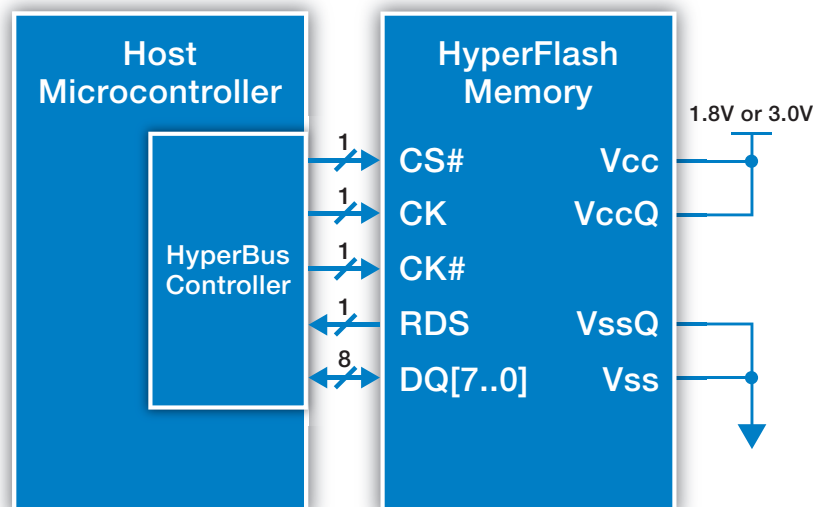 Host
Microcontroller
HyperBus
Controller
1
1
1
1
8
HyperFlash
Memory
CS#
CK
CK#
RDS
DQ[7..0]
Vcc
VccQ
VssQ
Vss
1.8V or 3.0V